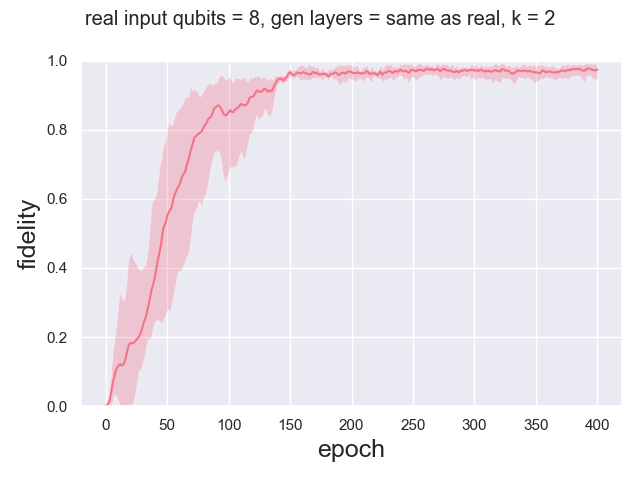 real input qubits = 8, gen layers = same as real, k = 2
1.0
0.8
0.6
0.4
0.2
0.0
fidelity
0 50 100 150 200 250 300 350 400
epoch